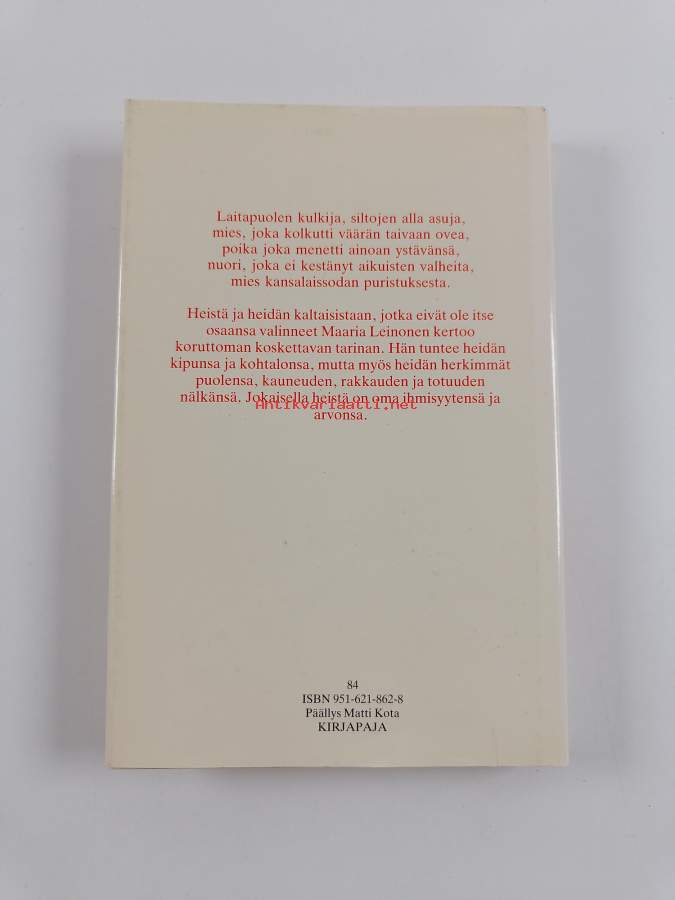 Laitapuolen kulkija, siltojen alla asuja,
mies, joka kolkutti väärän taivaan ovea,
poika joka menetti ainoan ystävänsä,
nuori, joka ei kestänyt aikuisten valheita,
mies kansalaissodan puristuksesta.
Heistä ja heidän kaltaisistaan, jotka eivät ole itse
osaansa valinneet Maaria Leinonen kertoo
koruttoman koskettavan tarinan. Hän tuntee heidän
kipunsa ja kohtalonsa, mutta myös heidän herkimmät
puolensa, kauneuden, rakkauden ja totuuden
nälkänsä. Jokaisella heistä on oma ihmisyytensä ja
Antikvariaatti.net
arvonsa.
84
ISBN 951-621-862-8
Päällys Matti Kota
KIRJAPAJA